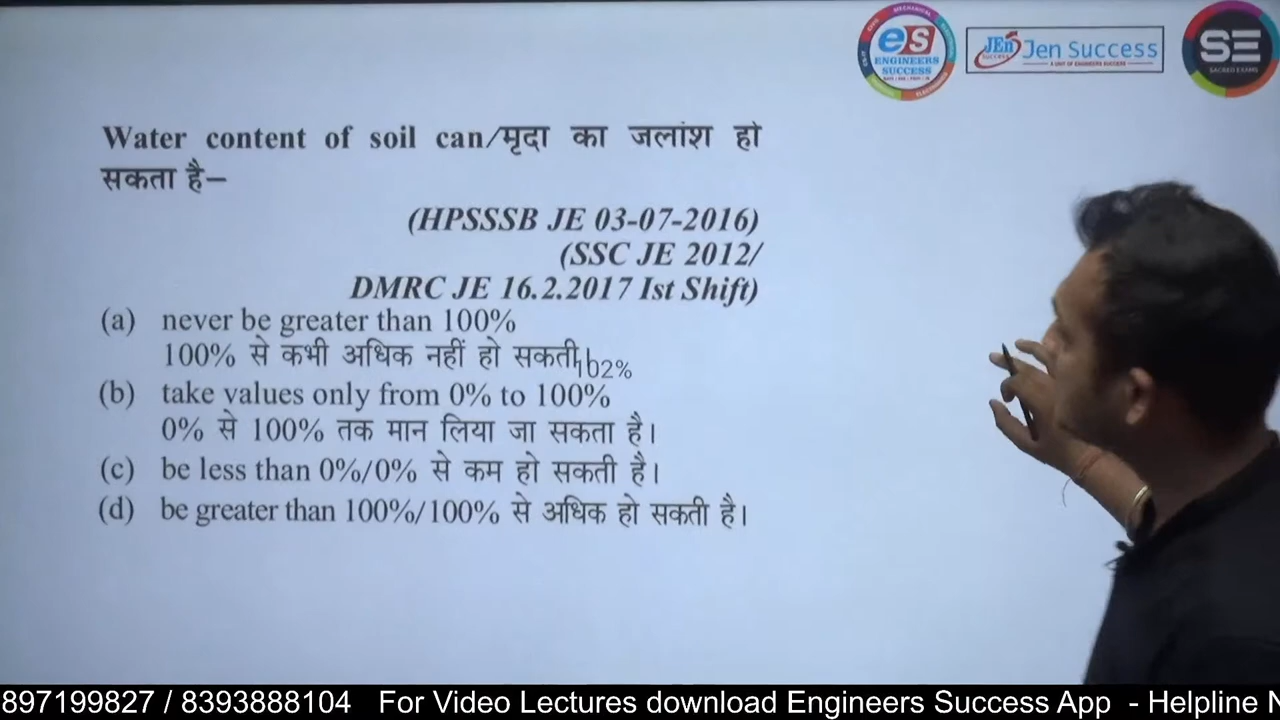 es
ENGINEERS
SUCCESS
JEn
SUCCESS
Jen Success
A UNIT OF ENGINEERS SUCCESS
SE
SACRED EXAMS
Water content of soil can/मृदा का जलांश हो
सकता है–
(HPSSSB JE 03-07-2016)
(SSC JE 2012/
DMRC JE 16.2.2017 Ist Shift)
(a) never be greater than 100%
100% से कभी अधिक नहीं हो सकती
102%
(b) take values only from 0% to 100%
0% से 100% तक मान लिया जा सकता है।
(c) be less than 0%/0% से कम हो सकती है।
(d) be greater than 100%/100% से अधिक हो सकती है।
897199827 / 8393888104 For Video Lectures download Engineers Success App - Helpline N